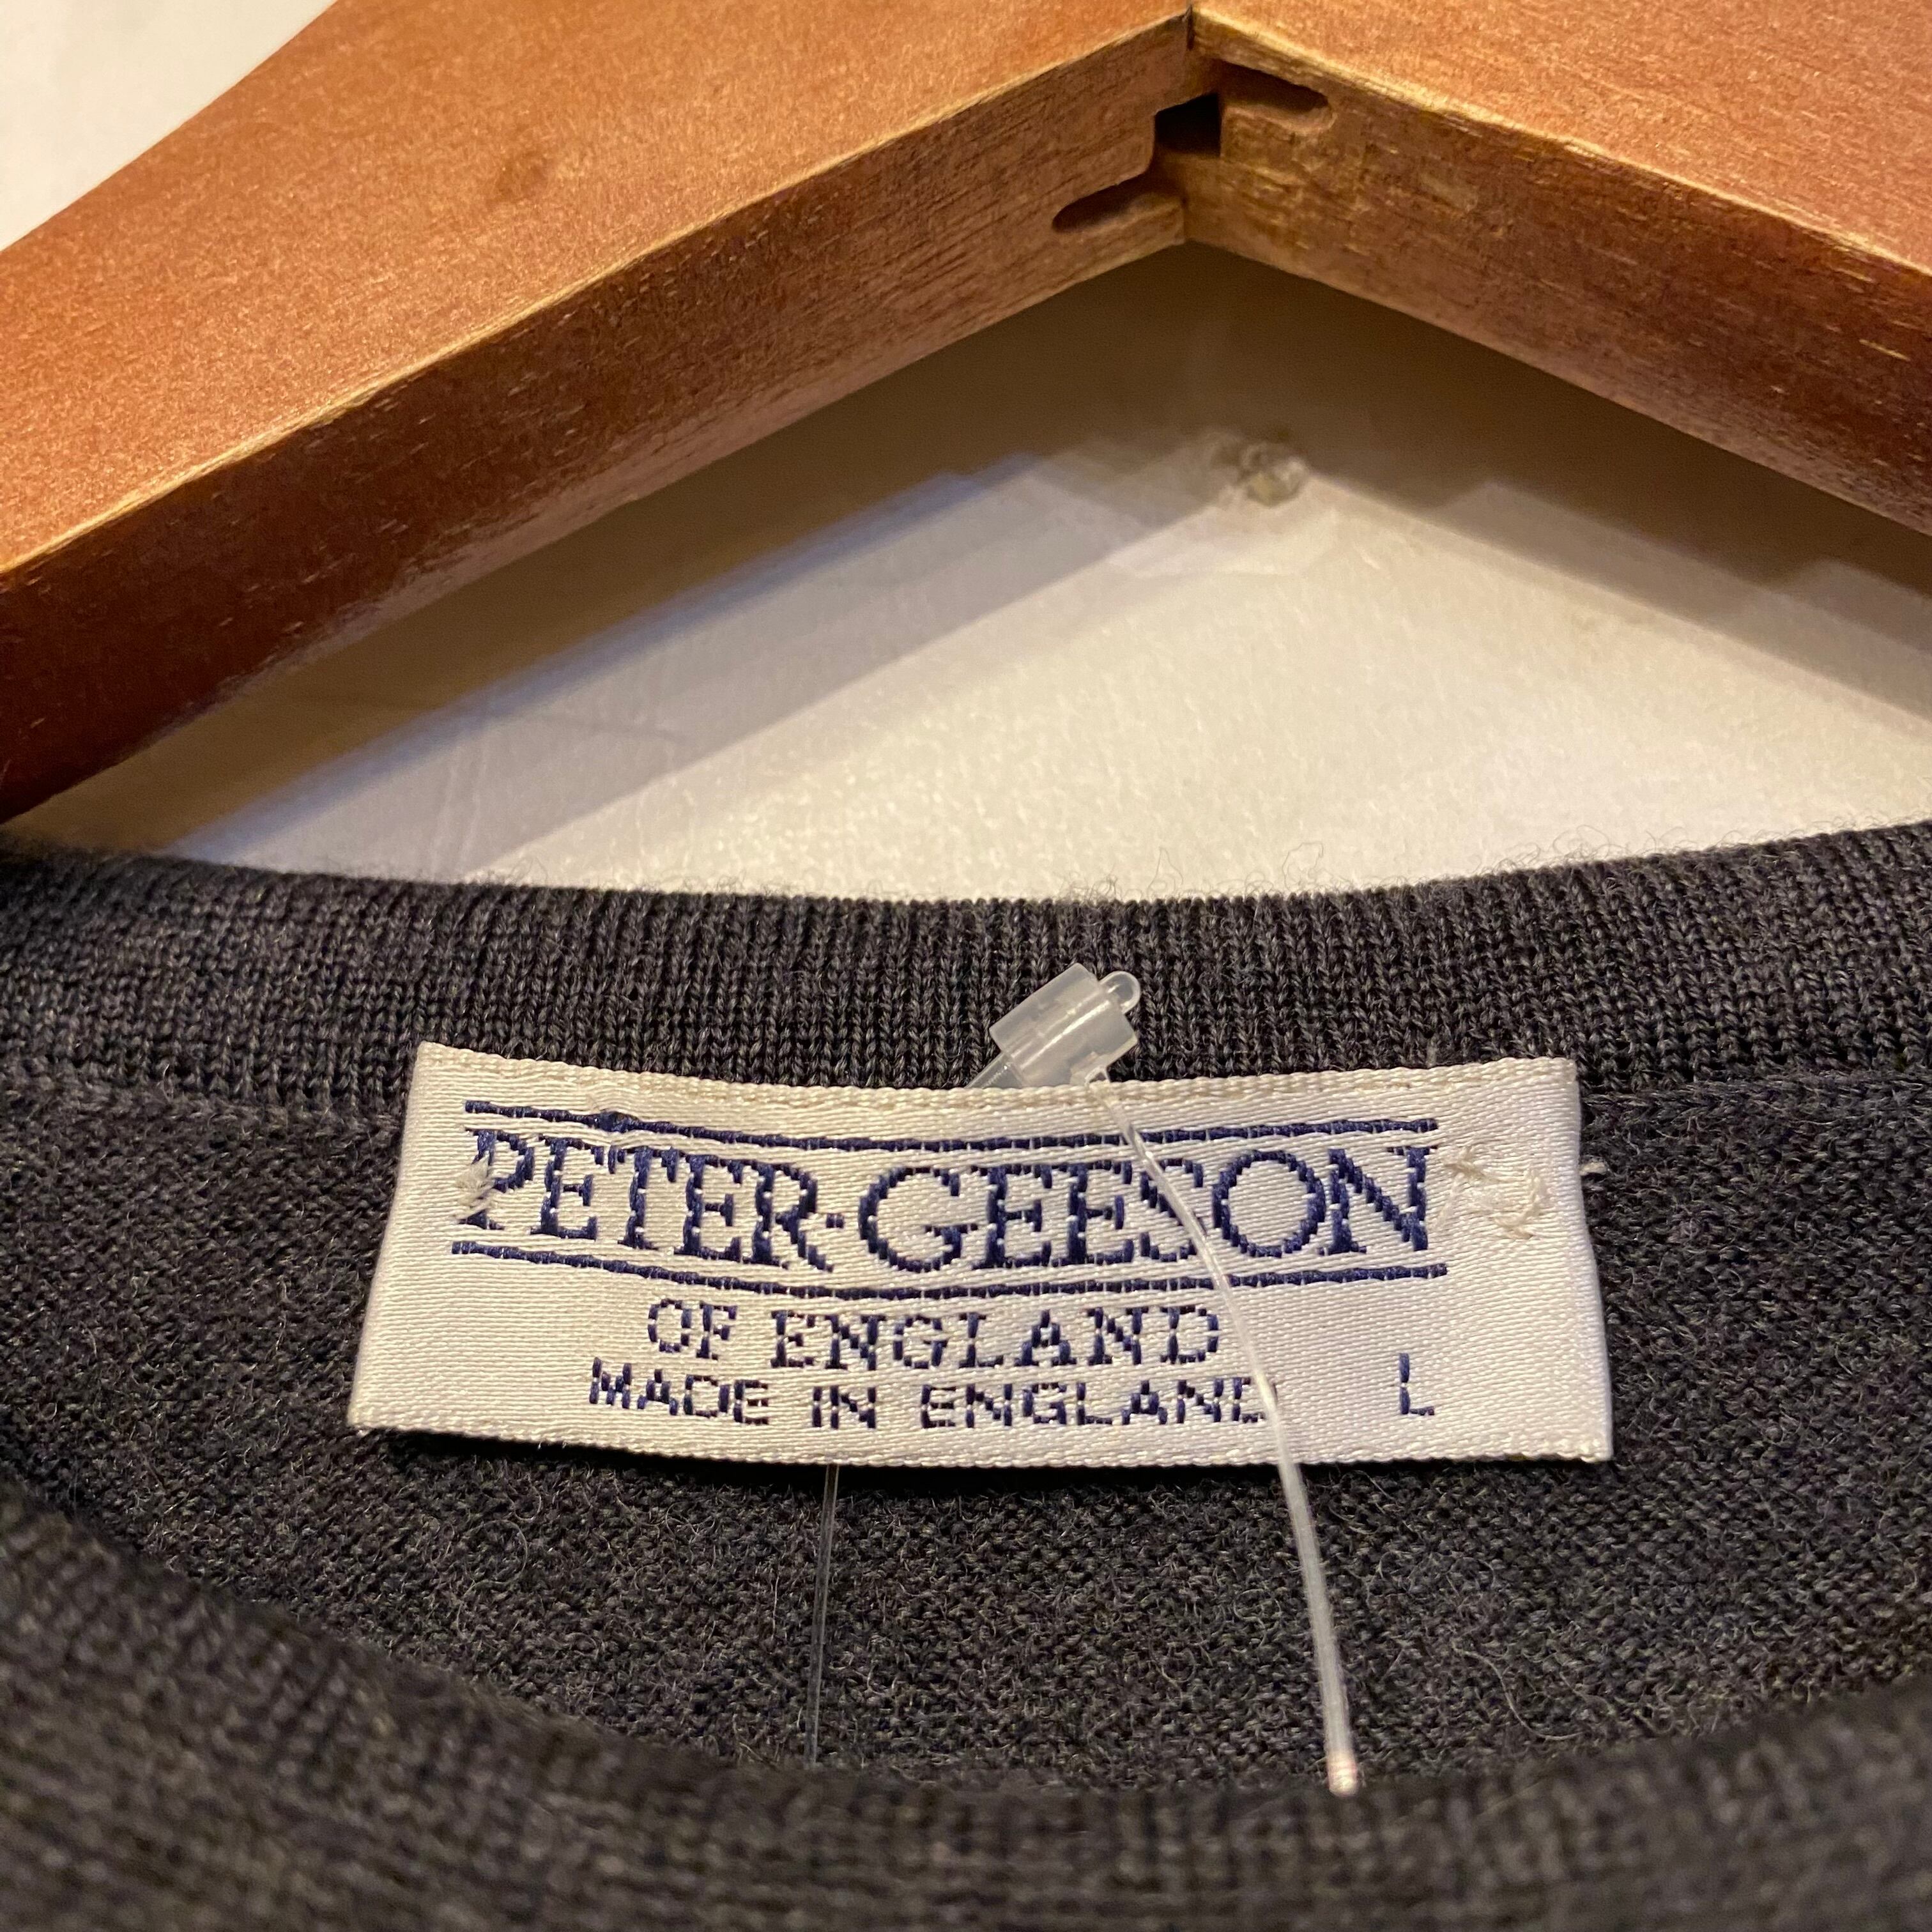 PETER·GEESON
OF ENGLAND
MADE IN ENGLAND L